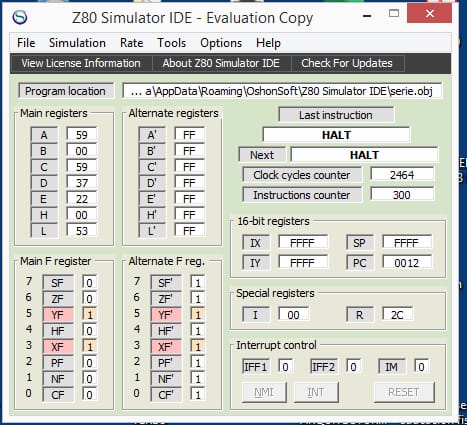 Z80 Simulator IDE - Evaluation Copy
File Simulation Rate Tools Options Help
View License Information About Z80 Simulator IDE Check For Updates
Program location ... a\AppData\Roaming\OshonSoft\Z80 Simulator IDE\serie.obj
Main registers
A 59
B 00
C 59
D 37
E 22
H 00
L 53
Alternate registers
A' FF
B' FF
C' FF
D' FF
E' FF
H' FF
L' FF
Last instruction
HALT
Next HALT
Clock cycles counter 2464
Instructions counter 300
16-bit registers
IX FFFF SP FFFF
IY FFFF PC 0012
Main F register
7 SF 0
6 ZF 0
5 YF 1
4 HF 0
3 XF 1
2 PF 0
1 NF 0
0 CF 0
Alternate F reg.
7 SF' 1
6 ZF' 1
5 YF' 1
4 HF' 1
3 XF' 1
2 PF' 1
1 NF' 1
0 CF' 1
Special registers
I 00 R 2C
Interrupt control
IFF1 0 IFF2 0 IM 0
NMI INT RESET